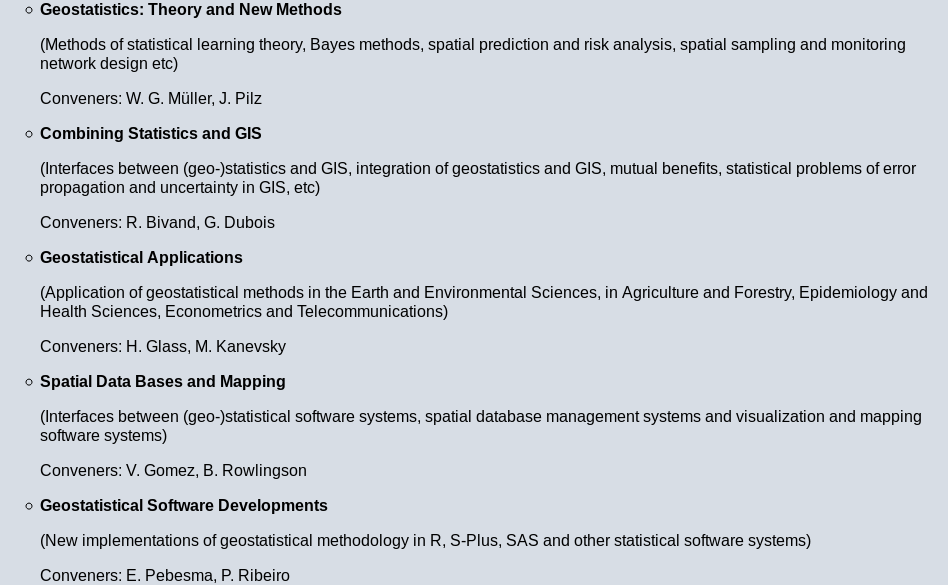 Geostatistics: Theory and New Methods
(Methods of statistical learning theory, Bayes methods, spatial prediction and risk analysis, spatial sampling and monitoring
network design etc)
Conveners: W. G. Müller, J. Pilz
Combining Statistics and GIS
(Interfaces between (geo-)statistics and GIS, integration of geostatistics and GIS, mutual benefits, statistical problems of error
propagation and uncertainty in GIS, etc)
Conveners: R. Bivand, G. Dubois
Geostatistical Applications
(Application of geostatistical methods in the Earth and Environmental Sciences, in Agriculture and Forestry, Epidemiology and
Health Sciences, Econometrics and Telecommunications)
Conveners: H. Glass, M. Kanevsky
Spatial Data Bases and Mapping
(Interfaces between (geo-)statistical software systems, spatial database management systems and visualization and mapping
software systems)
Conveners: V. Gomez, B. Rowlingson
Geostatistical Software Developments
(New implementations of geostatistical methodology in R, S-Plus, SAS and other statistical software systems)
Conveners: E. Pebesma, P. Ribeiro